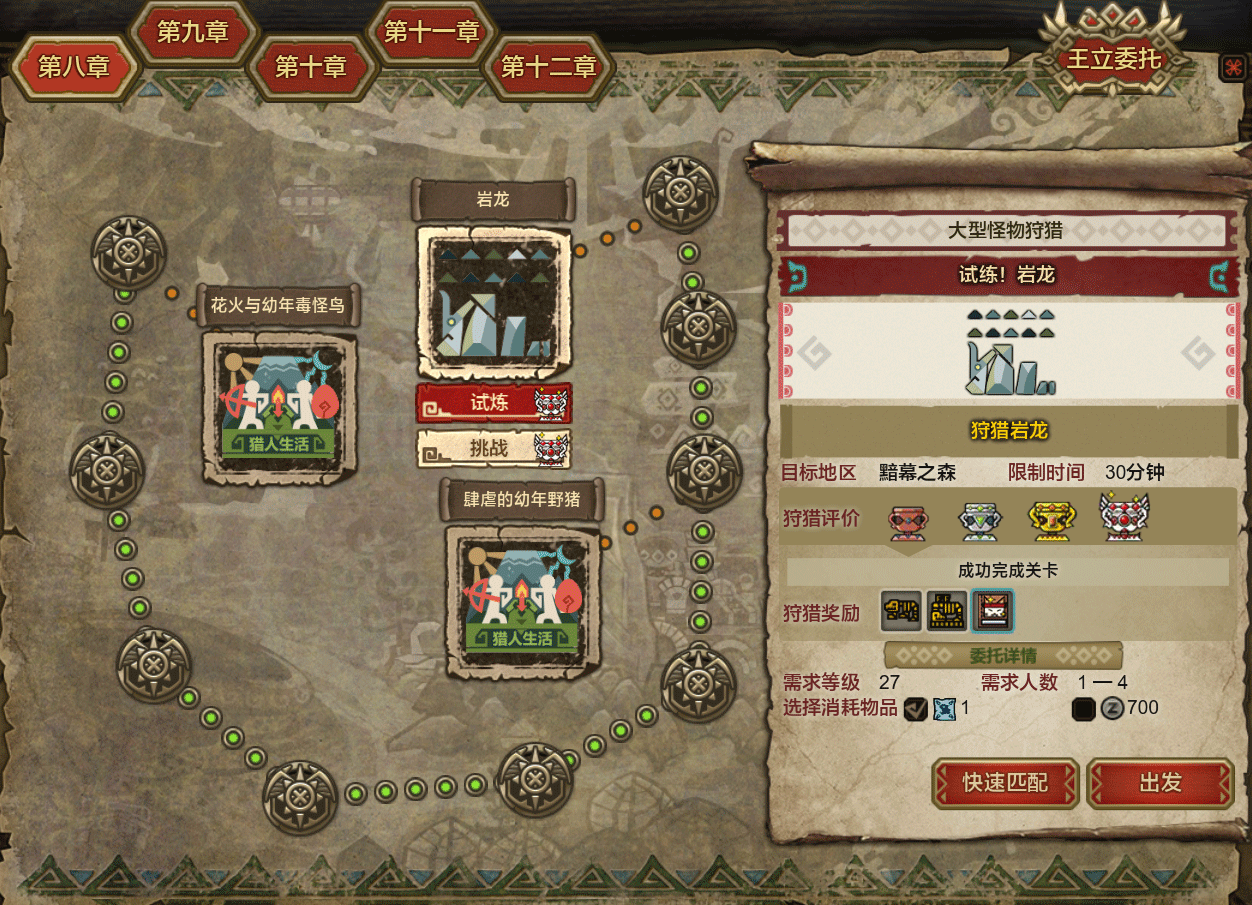 第八章
第九章
第十章
第十一章
第十二章
王立委托
岩龙
试炼
挑战
花火与幼年毒怪鸟
猎人生活
肆虐的幼年野猪
猎人生活
大型怪物狩猎
试练！岩龙
狩猎岩龙
目标地区 黯幕之森 限制时间 30分钟
狩猎评价
成功完成关卡
狩猎奖励
委托详情
需求等级 27 需求人数 1 — 4
选择消耗物品 1 Z 700
快速匹配 出发